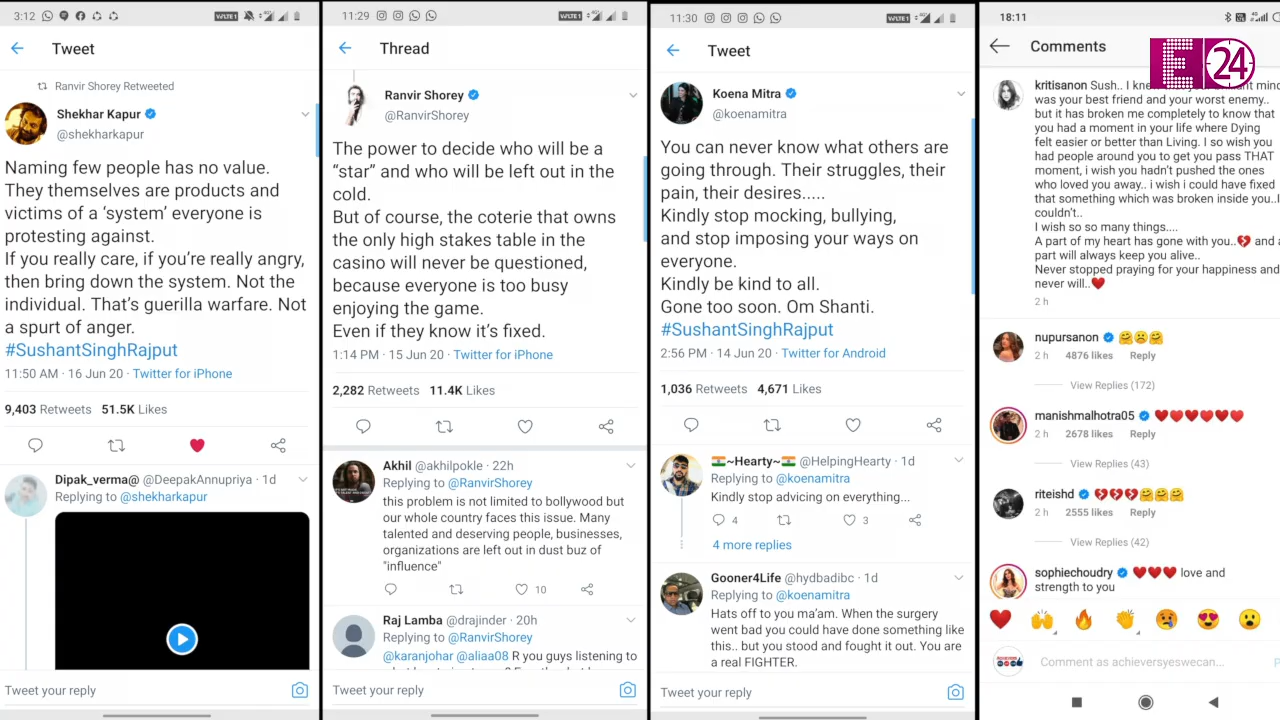 3:12
Tweet
Ranvir Shorey Retweeted
Shekhar Kapur
@shekharkapur
Naming few people has no value.
They themselves are products and
victims of a ‘system’ everyone is
protesting against.
If you really care, if you’re really angry,
then bring down the system. Not the
individual. That’s guerilla warfare. Not
a spurt of anger.
#SushantSinghRajput
11:50 AM · 16 Jun 20 · Twitter for iPhone
9,403 Retweets 51.5K Likes
Dipak_verma@ @DeepakAnnupriya · 1d
Replying to @shekharkapur
Tweet your reply
11:29
Thread
Ranvir Shorey
@RanvirShorey
The power to decide who will be a
“star” and who will be left out in the
cold.
But of course, the coterie that owns
the only high stakes table in the
casino will never be questioned,
because everyone is too busy
enjoying the game.
Even if they know it’s fixed.
1:14 PM · 15 Jun 20 · Twitter for iPhone
2,282 Retweets 11.4K Likes
Akhil @akhilpokle · 22h
Replying to @RanvirShorey
this problem is not limited to bollywood but
our whole country faces this issue. Many
talented and deserving people, businesses,
organizations are left out in dust buz of
"influence"
10
Raj Lamba @drajinder · 20h
Replying to @RanvirShorey
@karanjohar @aliaa08 R you guys listening to
Tweet your reply
11:30
Tweet
Koena Mitra
@koenamitra
You can never know what others are
going through. Their struggles, their
pain, their desires.....
Kindly stop mocking, bullying,
and stop imposing your ways on
everyone.
Kindly be kind to all.
Gone too soon. Om Shanti.
#SushantSinghRajput
2:56 PM · 14 Jun 20 · Twitter for Android
1,036 Retweets 4,671 Likes
~Hearty~ @HelpingHearty · 1d
Replying to @koenamitra
Kindly stop advicing on everything...
4 3
4 more replies
Gooner4Life @hydbadibc · 1d
Replying to @koenamitra
Hats off to you ma’am. When the surgery
went bad you could have done something like
this.. but you stood and fought it out. You are
a real FIGHTER.
Tweet your reply
18:11
Comments
E 24
kritisanon Sush.. I mind
was your best friend and your worst enemy..
but it has broken me completely to know that
you had a moment in your life where Dying
felt easier or better than Living. I so wish you
had people around you to get you pass THAT
moment, i wish you hadn’t pushed the ones
who loved you away.. i wish i could have fixed
that something which was broken inside you..I
couldn’t..
I wish so so many things....
A part of my heart has gone with you..💔 and a
part will always keep you alive..
Never stopped praying for your happiness and
never will..❤️
2 h
nupursanon 🤗☹️🤗
2 h 4876 likes Reply
View Replies (172)
manishmalhotra05 ❤️❤️❤️❤️❤️❤️
2 h 2678 likes Reply
View Replies (43)
riteishd 💔💔💔🤗🤗🤗
2 h 2555 likes Reply
View Replies (42)
sophiechoudry ❤️❤️❤️ love and
strength to you
Comment as achieversyeswecan...